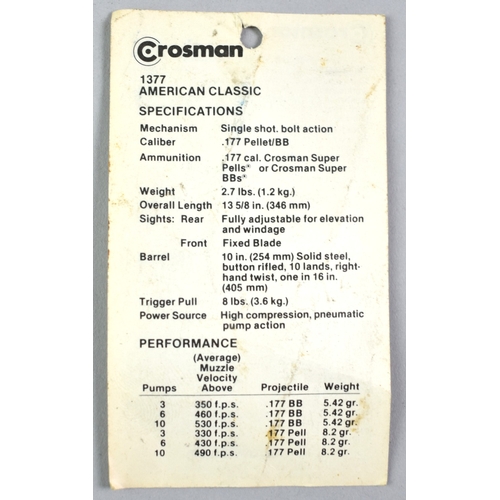 Crosman
1377
AMERICAN CLASSIC
SPECIFICATIONS
Mechanism Single shot. bolt action
Caliber .177 Pellet/BB
Ammunition .177 cal. Crosman Super
Pells* or Crosman Super
BBs*
Weight 2.7 lbs. (1.2 kg.)
Overall Length 13 5/8 in. (346 mm)
Sights: Rear Fully adjustable for elevation
and windage
Front Fixed Blade
Barrel 10 in. (254 mm) Solid steel,
button rifled, 10 lands, right-
hand twist, one in 16 in.
(405 mm)
Trigger Pull 8 lbs. (3.6 kg.)
Power Source High compression, pneumatic
pump action
PERFORMANCE
(Average)
Muzzle
Velocity
Pumps Above Projectile Weight
3 350 f.p.s. .177 BB 5.42 gr.
6 460 f.p.s. .177 BB 5.42 gr.
10 530 f.p.s. .177 BB 5.42 gr.
3 330 f.p.s. .177 Pell 8.2 gr.
6 430 f.p.s. .177 Pell 8.2 gr.
10 490 f.p.s. .177 Pell 8.2 gr.